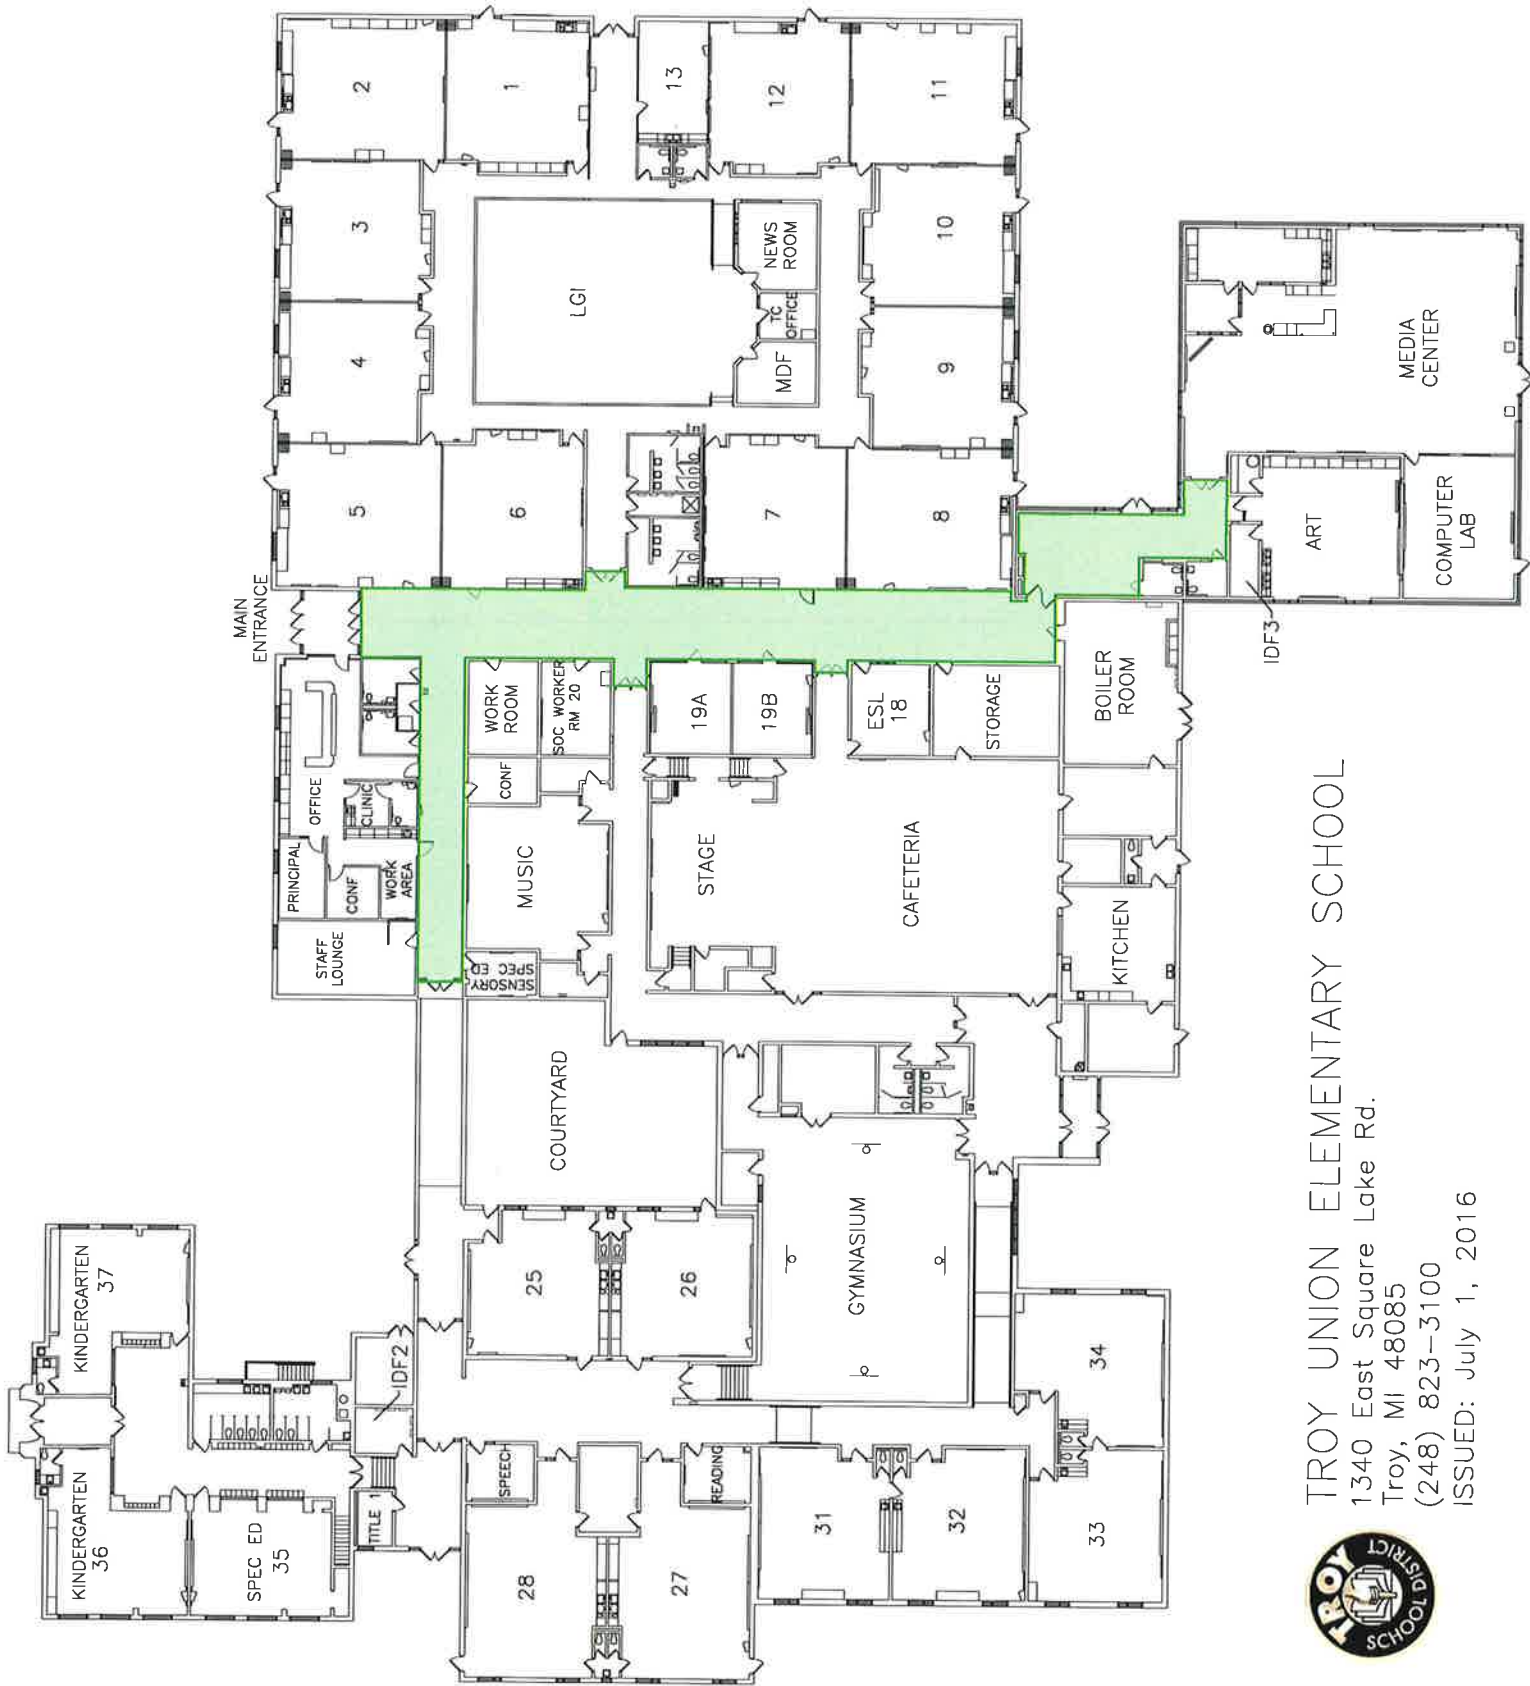 MAIN
ENTRANCE
2
1
13
12
11
3
4
LGI
NEWS
ROOM
TC
OFFICE
MDF
10
9
5
6
7
8
MEDIA
CENTER
ART
COMPUTER
LAB
IDF3
OFFICE
CLINIC
PRINCIPAL
CONF
WORK
AREA
STAFF
LOUNGE
WORK
ROOM
SOC WORKER
RM 20
CONF
MUSIC
SENSORY
SPEC ED
19A
19B
ESL
18
STORAGE
BOILER
ROOM
STAGE
CAFETERIA
KITCHEN
COURTYARD
GYMNASIUM
25
26
KINDERGARTEN
37
KINDERGARTEN
36
SPEC ED
35
IDF2
TITLE 1
SPEECH
READING
28
27
31
32
33
34
TROY UNION ELEMENTARY SCHOOL
1340 East Square Lake Rd.
Troy, MI 48085
(248) 823-3100
ISSUED: July 1, 2016
TROY
SCHOOL DISTRICT